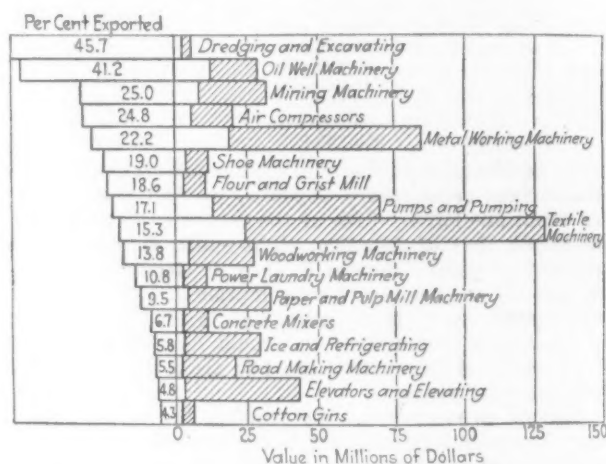 Per Cent Exported
45.7 Dredging and Excavating
41.2 Oil Well Machinery
25.0 Mining Machinery
24.8 Air Compressors
22.2 Metal Working Machinery
19.0 Shoe Machinery
18.6 Flour and Grist Mill
17.1 Pumps and Pumping
15.3 Textile
Machinery
13.8 Woodworking Machinery
10.8 Power Laundry Machinery
9.5 Paper and Pulp Mill Machinery
6.7 Concrete Mixers
5.8 Ice and Refrigerating
5.5 Road Making Machinery
4.8 Elevators and Elevating
4.3 Cotton Gins
0 25 50 75 100 125 150
Value in Millions of Dollars